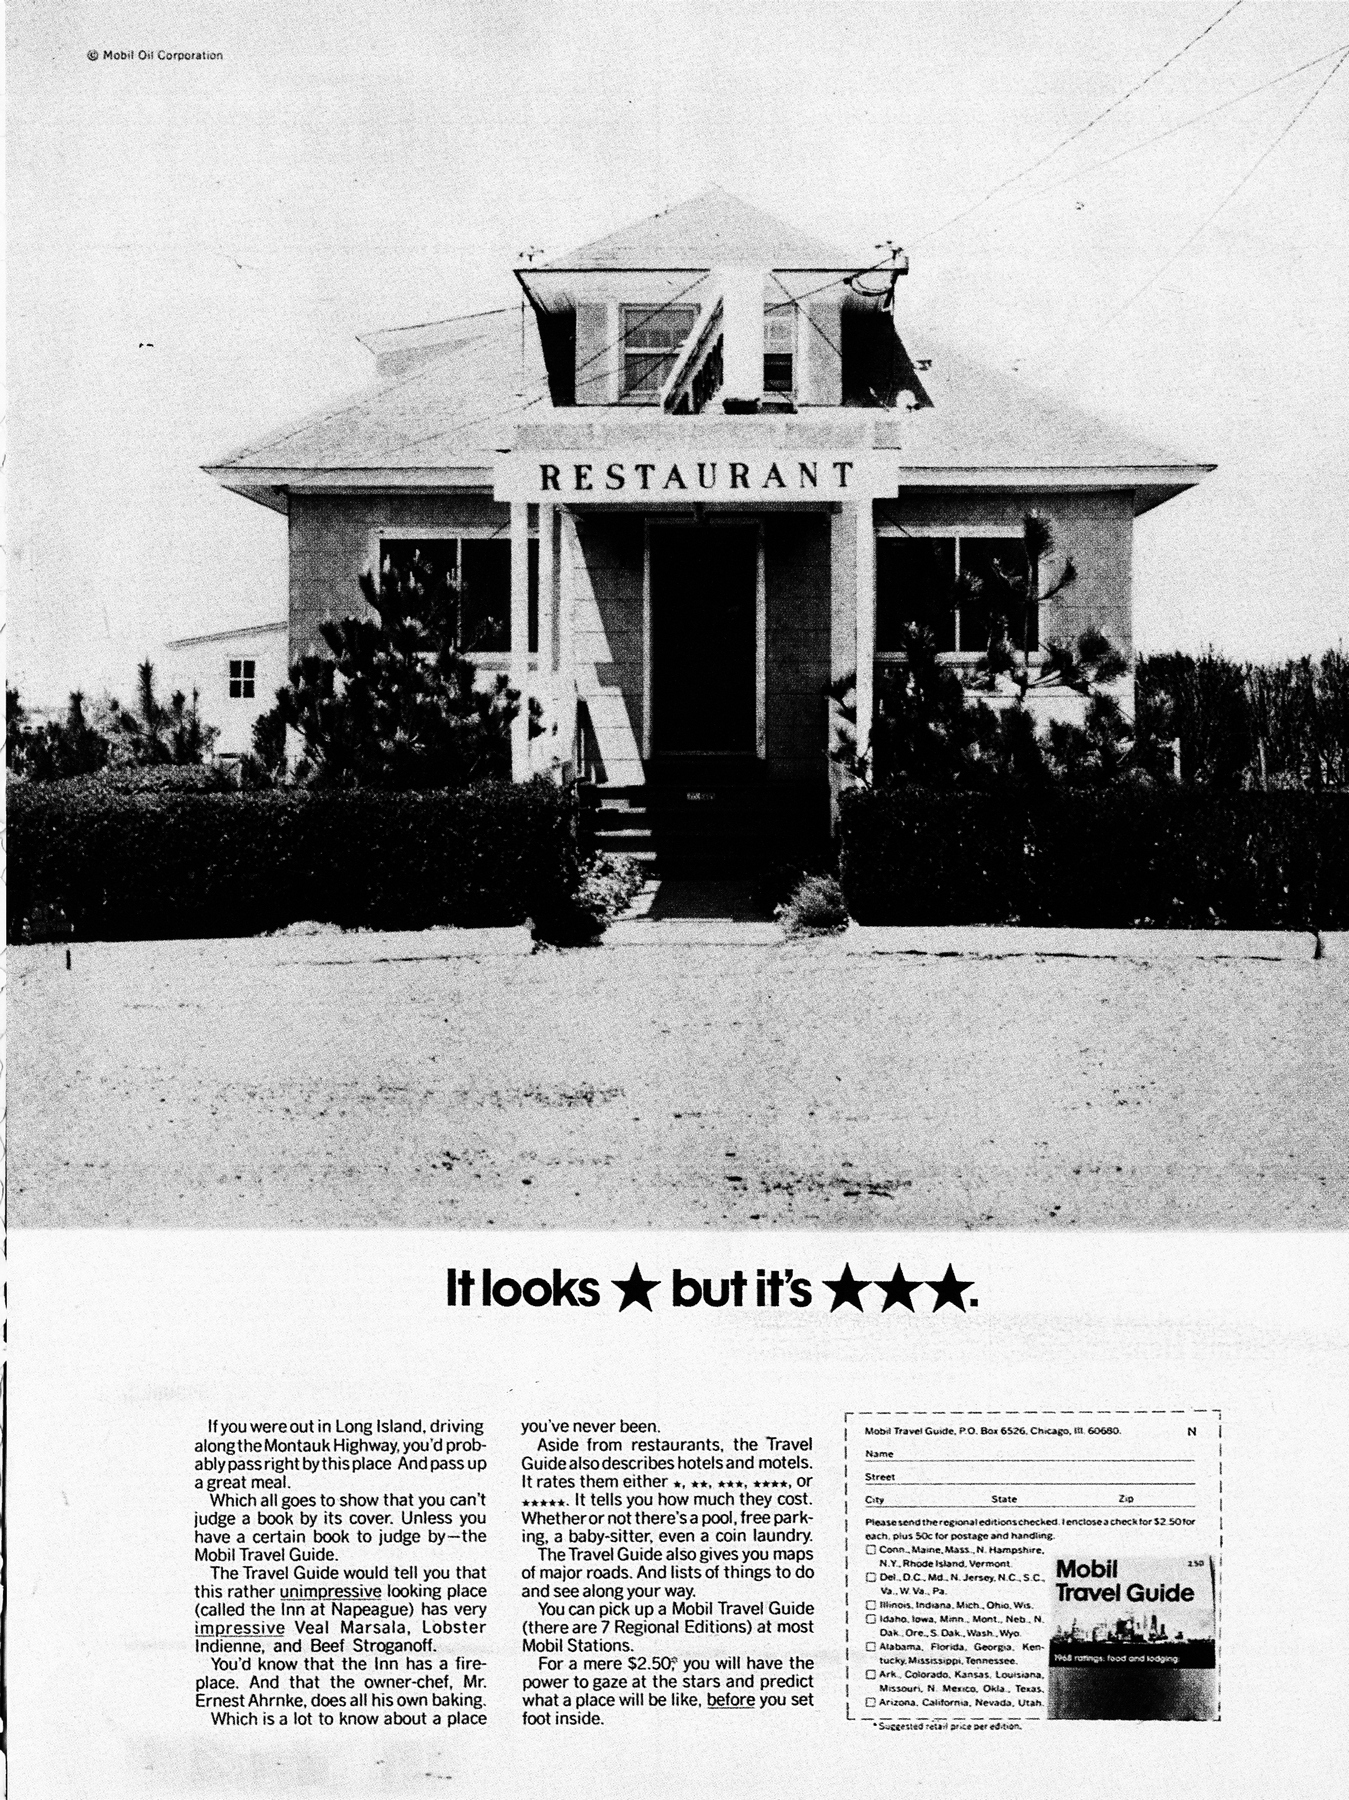 © Mobil Oil Corporation
RESTAURANT
It looks ★ but it's ★★★.
If you were out in Long Island, driving
along the Montauk Highway, you'd prob-
ably pass right by this place And pass up
a great meal.
Which all goes to show that you can't
judge a book by its cover. Unless you
have a certain book to judge by—the
Mobil Travel Guide.
The Travel Guide would tell you that
this rather unimpressive looking place
(called the Inn at Napeague) has very
impressive Veal Marsala, Lobster
Indienne, and Beef Stroganoff.
You'd know that the Inn has a fire-
place. And that the owner-chef, Mr.
Ernest Ahrnke, does all his own baking.
Which is a lot to know about a place
you've never been.
Aside from restaurants, the Travel
Guide also describes hotels and motels.
It rates them either ★, ★★, ★★★, ★★★★, or
★★★★★. It tells you how much they cost.
Whether or not there's a pool, free park-
ing, a baby-sitter, even a coin laundry.
The Travel Guide also gives you maps
of major roads. And lists of things to do
and see along your way.
You can pick up a Mobil Travel Guide
(there are 7 Regional Editions) at most
Mobil Stations.
For a mere $2.50,* you will have the
power to gaze at the stars and predict
what a place will be like, before you set
foot inside.
Mobil Travel Guide, P.O. Box 6526, Chicago, Ill. 60680. N
Name
Street
City State Zip
Please send the regional editions checked. I enclose a check for $2.50 for
each, plus 50c for postage and handling.
Conn., Maine, Mass., N. Hampshire,
N.Y., Rhode Island, Vermont.
Del., D.C., Md., N. Jersey, N.C., S.C.,
Va., W. Va., Pa.
Illinois, Indiana, Mich., Ohio, Wis.
Idaho, Iowa, Minn., Mont., Neb., N.
Dak., Ore., S. Dak., Wash., Wyo.
Alabama, Florida, Georgia, Ken-
tucky, Mississippi, Tennessee.
Ark., Colorado, Kansas, Louisiana,
Missouri, N. Mexico, Okla., Texas.
Arizona, California, Nevada, Utah.
Mobil 2.50
Travel Guide
1968 ratings: food and lodging
*Suggested retail price per edition.